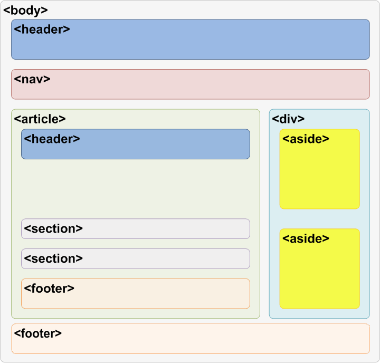 <body>
<header>
<nav>
<article>
<header>
<section>
<section>
<footer>
<div>
<aside>
<aside>
<footer>